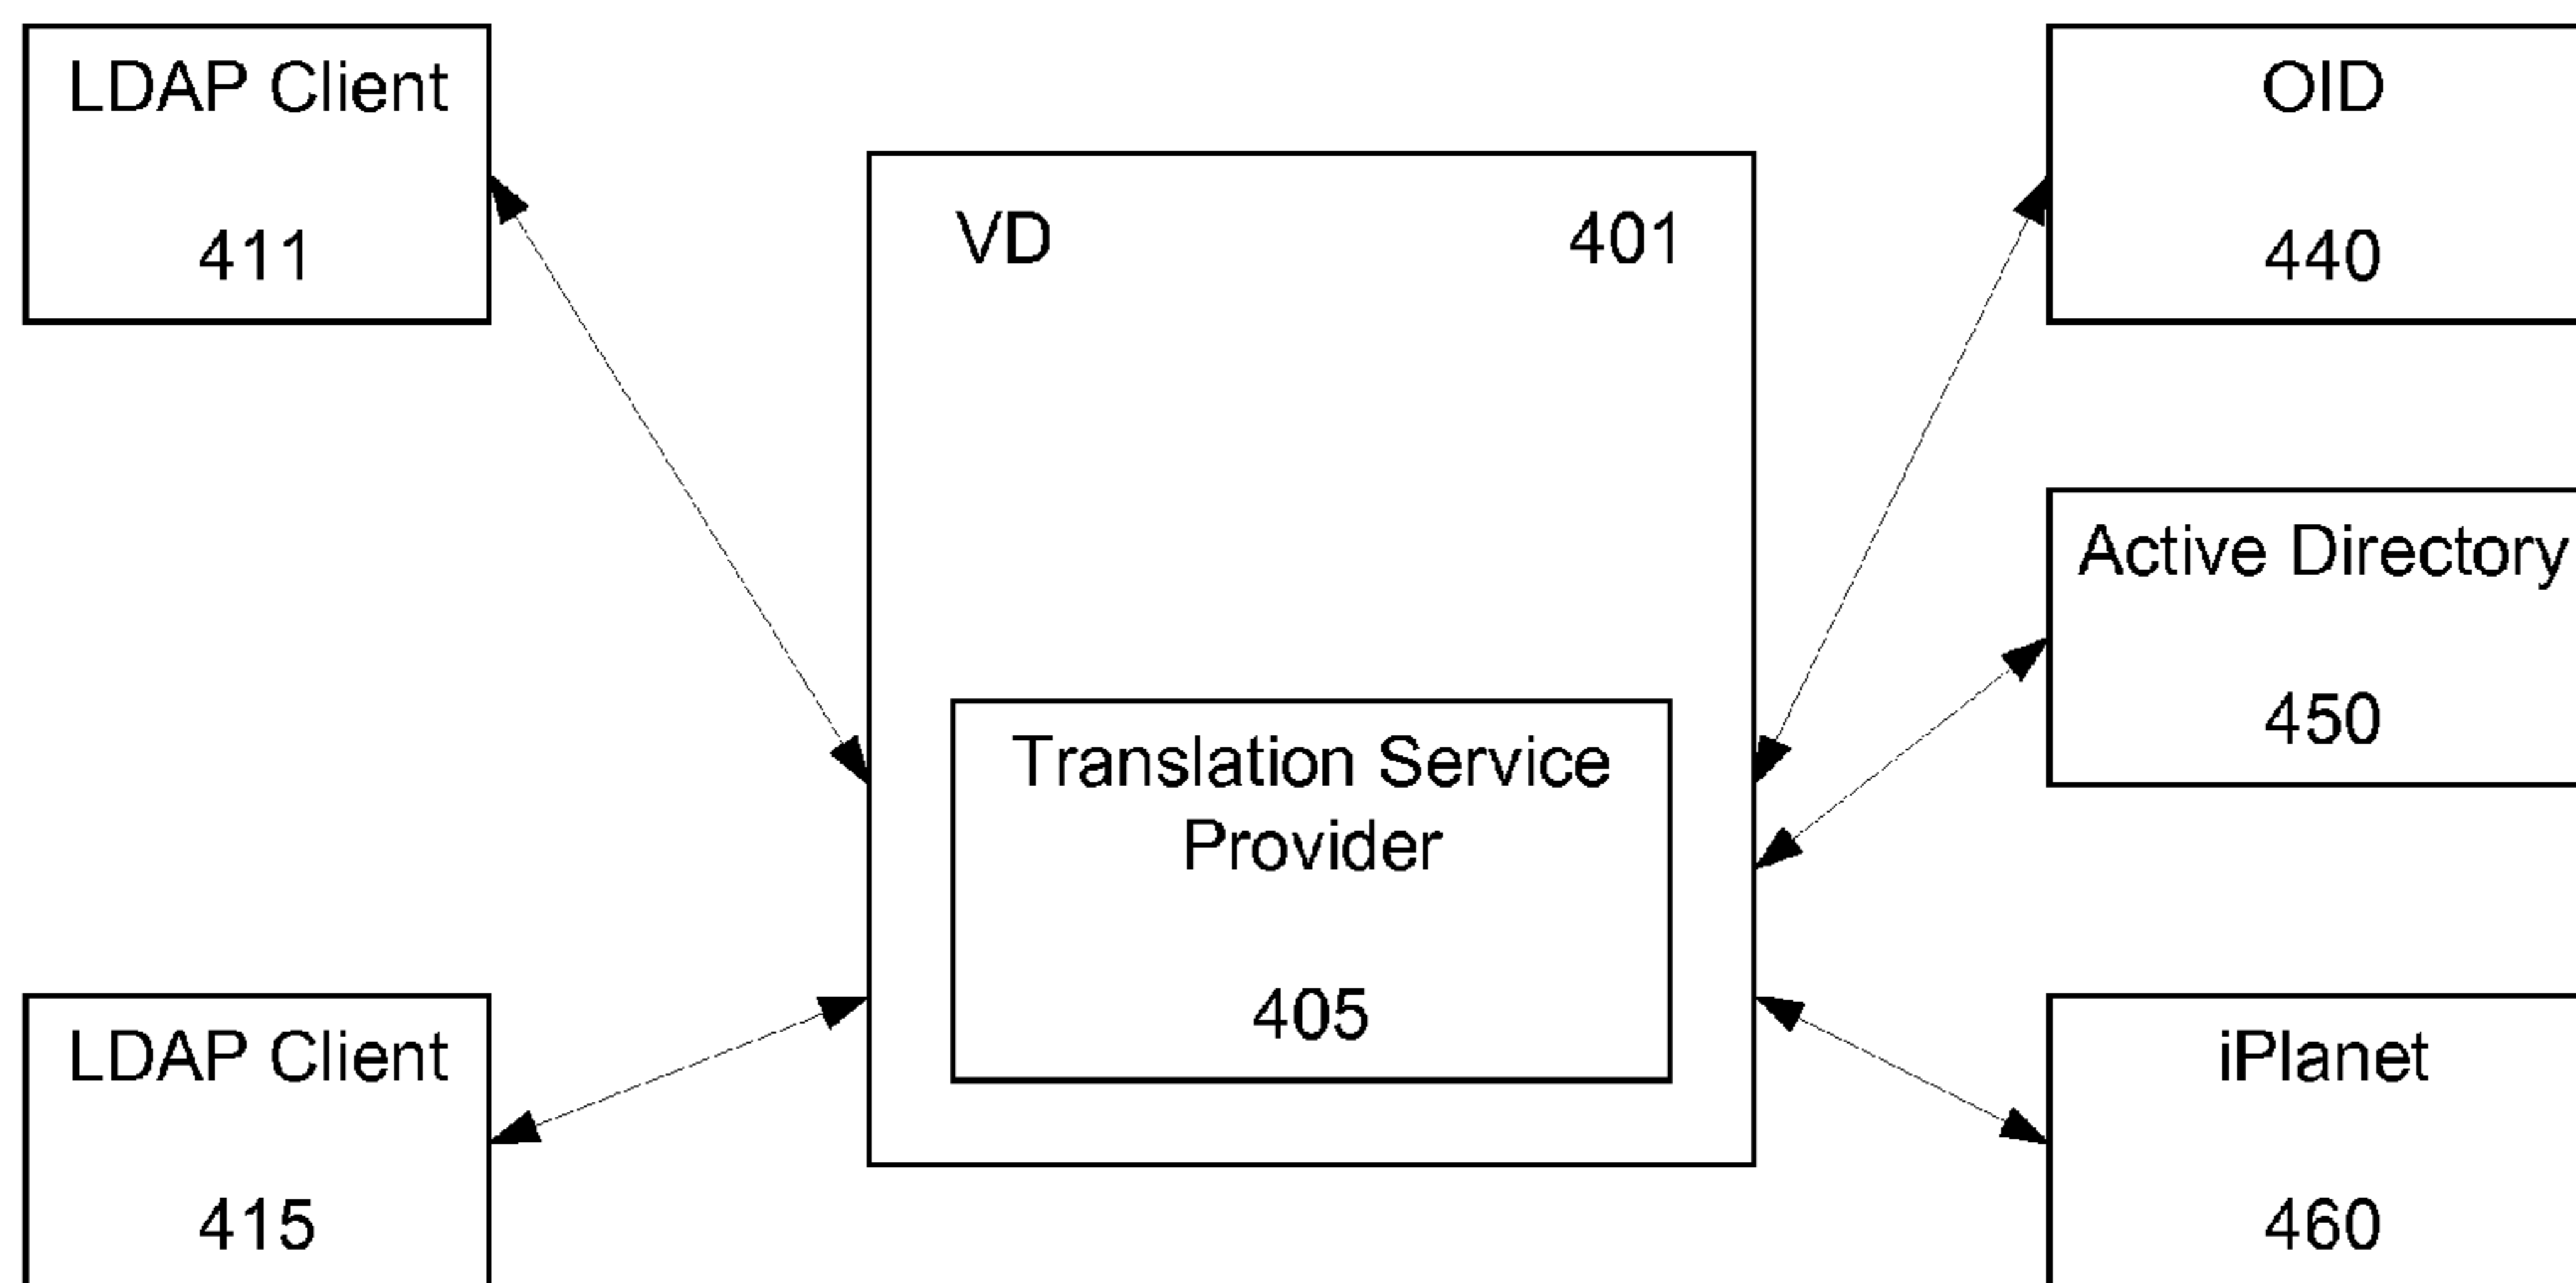 LDAP Client
411
VD 401
Translation Service
Provider
405
LDAP Client
415
OID
440
Active Directory
450
iPlanet
460